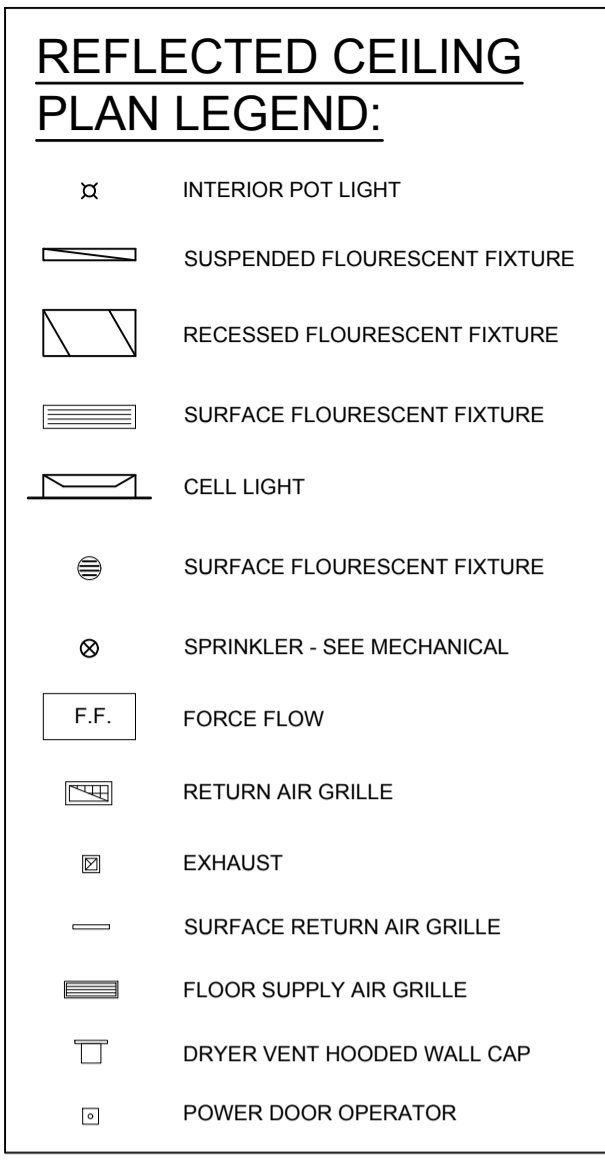 REFLECTED CEILING
PLAN LEGEND:
INTERIOR POT LIGHT
SUSPENDED FLOURESCENT FIXTURE
RECESSED FLOURESCENT FIXTURE
SURFACE FLOURESCENT FIXTURE
CELL LIGHT
SURFACE FLOURESCENT FIXTURE
SPRINKLER - SEE MECHANICAL
F.F. FORCE FLOW
RETURN AIR GRILLE
EXHAUST
SURFACE RETURN AIR GRILLE
FLOOR SUPPLY AIR GRILLE
DRYER VENT HOODED WALL CAP
POWER DOOR OPERATOR